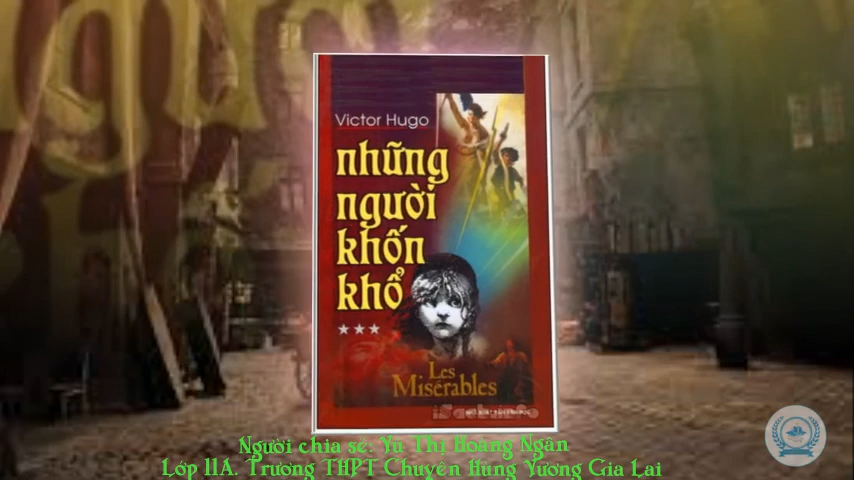 Victor Hugo
những
người
khốn
khổ
★★★
Les
Misérables
Người chia sẻ: Vũ Thị Hoàng Ngân
Lớp 11A. Trương THPT Chuyên Hùng Vương Gia Lai